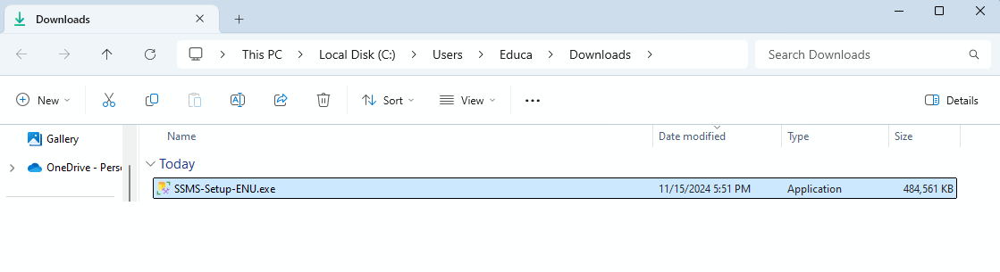 Downloads
This PC > Local Disk (C:) > Users > Educa > Downloads >
Search Downloads
New
Sort
View
Details
Gallery
OneDrive - Pers
Name Date modified Type Size
Today
SSMS-Setup-ENU.exe 11/15/2024 5:51 PM Application 484,561 KB